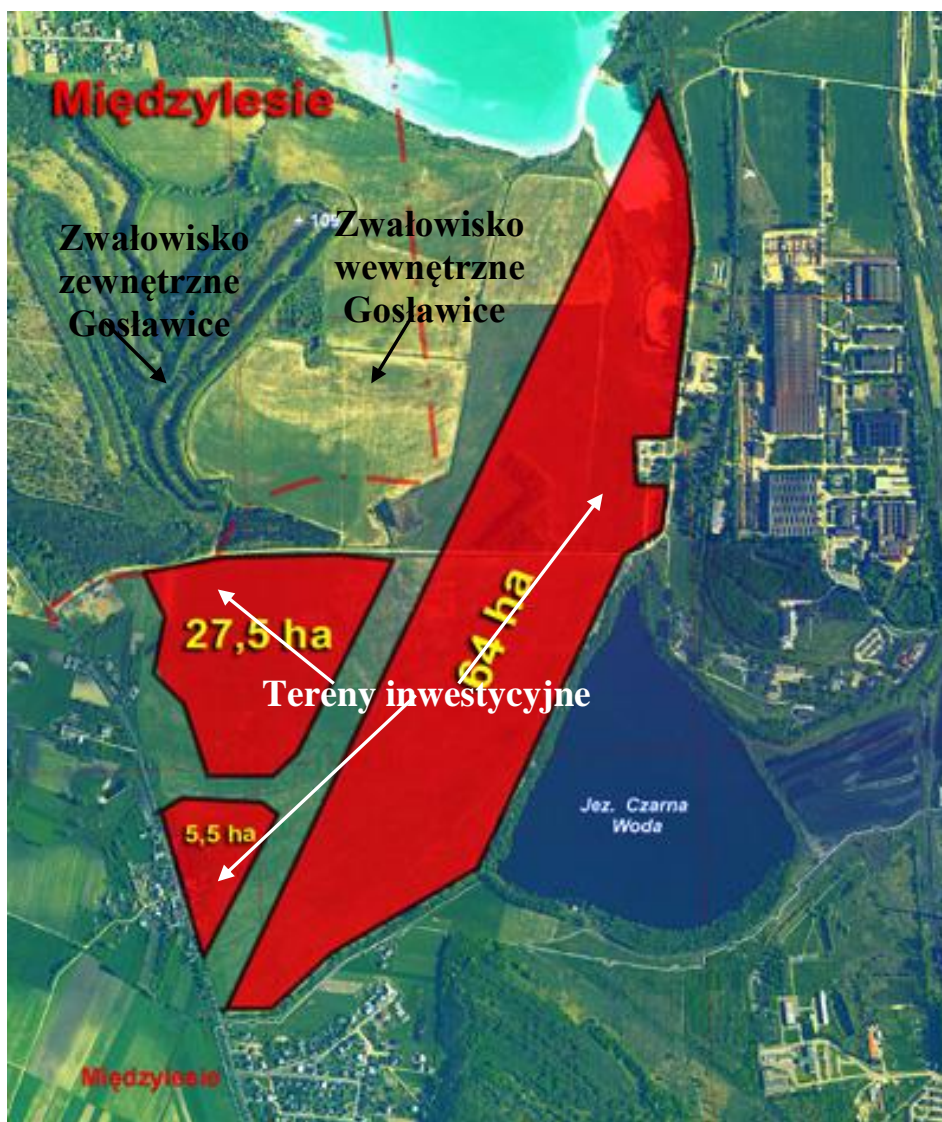 Międzylesie
+ 109
Zwałowisko
zewnętrzne
Gosławice
Zwałowisko
wewnętrzne
Gosławice
27,5 ha
64 ha
Tereny inwestycyjne
5,5 ha
Jez. Czarna
Woda
Międzylesie